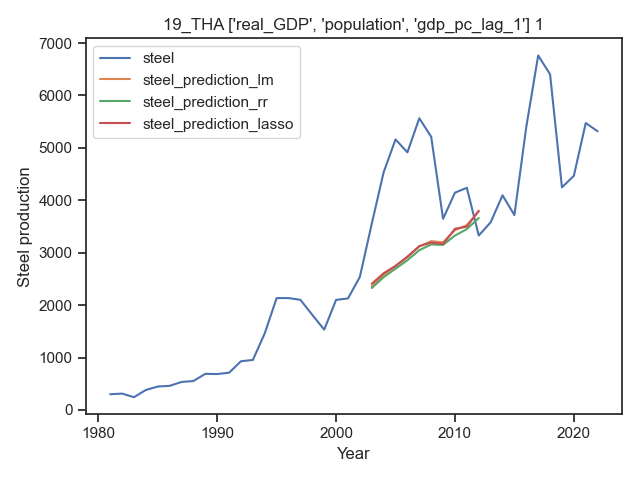 19_THA ['real_GDP', 'population', 'gdp_pc_lag_1'] 1
steel
steel_prediction_lm
steel_prediction_rr
steel_prediction_lasso
7000
6000
5000
4000
3000
2000
1000
0
Steel production
1980 1990 2000 2010 2020
Year